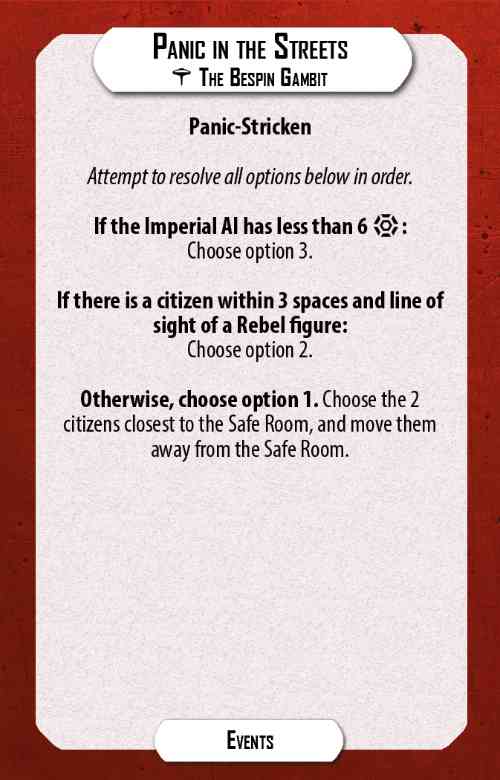 Panic in the Streets
The Bespin Gambit
Panic-Stricken
Attempt to resolve all options below in order.
If the Imperial AI has less than 6 :
Choose option 3.
If there is a citizen within 3 spaces and line of
sight of a Rebel figure:
Choose option 2.
Otherwise, choose option 1. Choose the 2
citizens closest to the Safe Room, and move them
away from the Safe Room.
Events